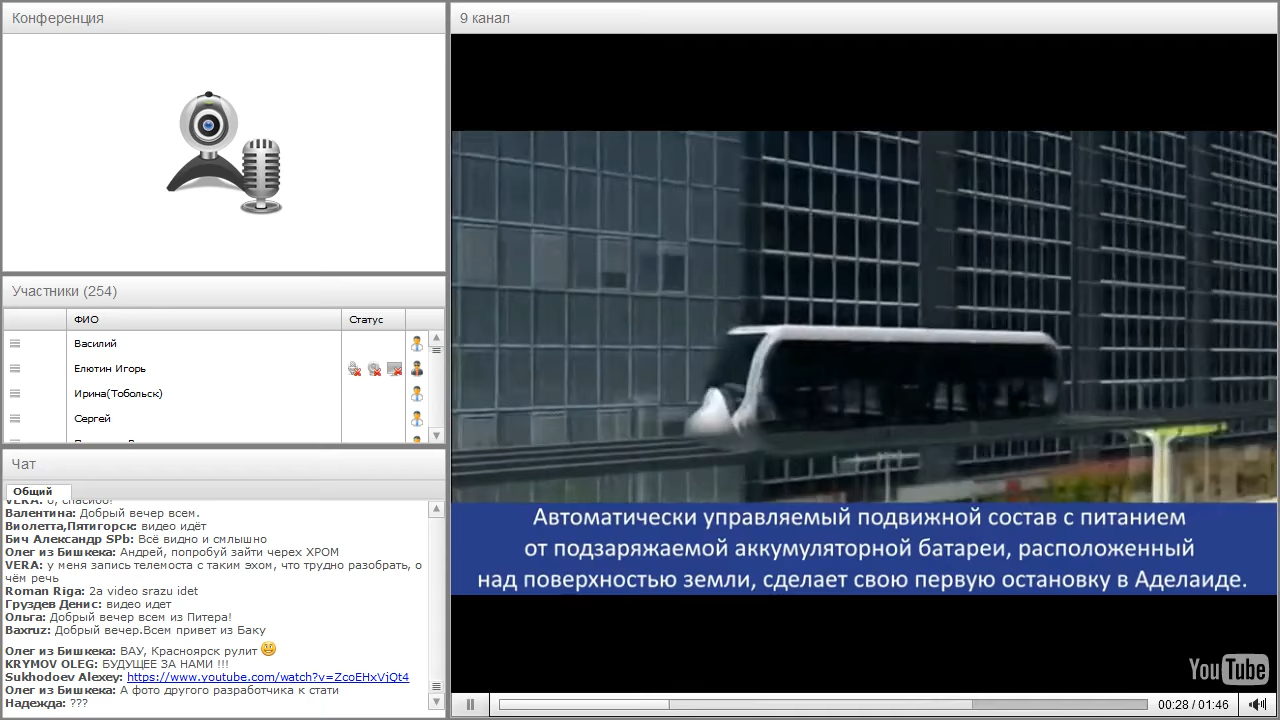 Конференция
9 канал
Участники (254)
ФИО
Статус
Василий
Елютин Игорь
Ирина(Тобольск)
Сергей
Чат
Общий
VERA: о, спасибо!
Валентина: Добрый вечер всем.
Виолетта,Пятигорск: видео идёт
Бич Александр SPb: Всё видно и смлышно
Олег из Бишкека: Андрей, попробуй зайти черех ХРОМ
VERA: у меня запись телемоста с таким эхом, что трудно разобрать, о
чём речь
Roman Riga: 2a video srazu idet
Груздев Денис: видео идет
Ольга: Добрый вечер всем из Питера!
Baxruz: Добрый вечер.Всем привет из Баку
Олег из Бишкека: ВАУ, Красноярск рулит
KRYMOV OLEG: БУДУЩЕЕ ЗА НАМИ !!!
Sukhodoev Alexey: https://www.youtube.com/watch?v=ZcoEHxVjQt4
Олег из Бишкека: А фото другого разработчика к стати
Надежда: ???
Автоматически управляемый подвижной состав с питанием
от подзаряжаемой аккумуляторной батареи, расположенный
над поверхностью земли, сделает свою первую остановку в Аделаиде.
YouTube
00:28 / 01:46